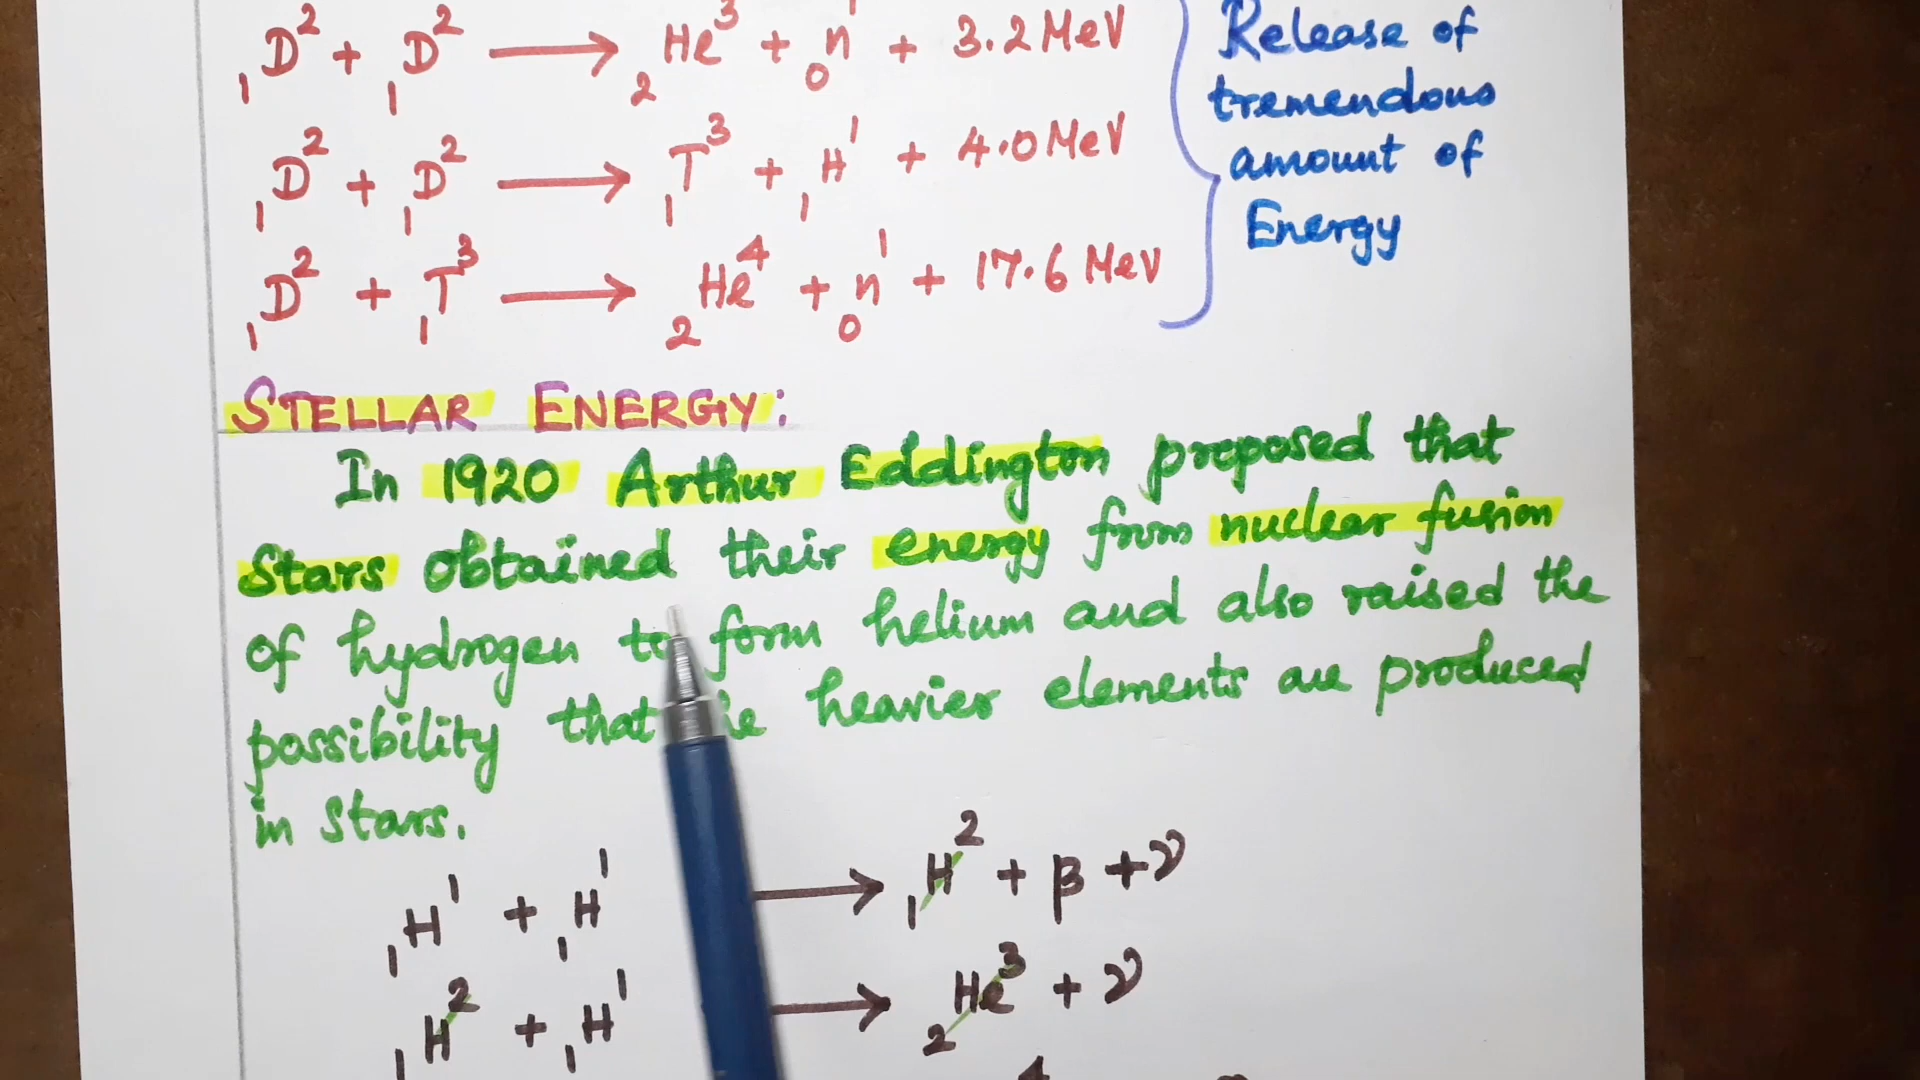 ₁D² + ₁D² ⟶ ₂He³ + ₀n¹ + 3.2 MeV
₁D² + ₁D² ⟶ ₁T³ + ₁H¹ + 4.0 MeV
₁D² + ₁T³ ⟶ ₂He⁴ + ₀n¹ + 17.6 MeV
Release of
tremendous
amount of
Energy
STELLAR ENERGY:
In 1920 Arthur Eddington proposed that
Stars obtained their energy from nuclear fusion
of hydrogen to form helium and also raised the
possibility that heavier elements are produced
in stars.
₁H¹ + ₁H¹ ⟶ ₁H² + β + ν
₁H² + ₁H¹ ⟶ ₂He³ + ν